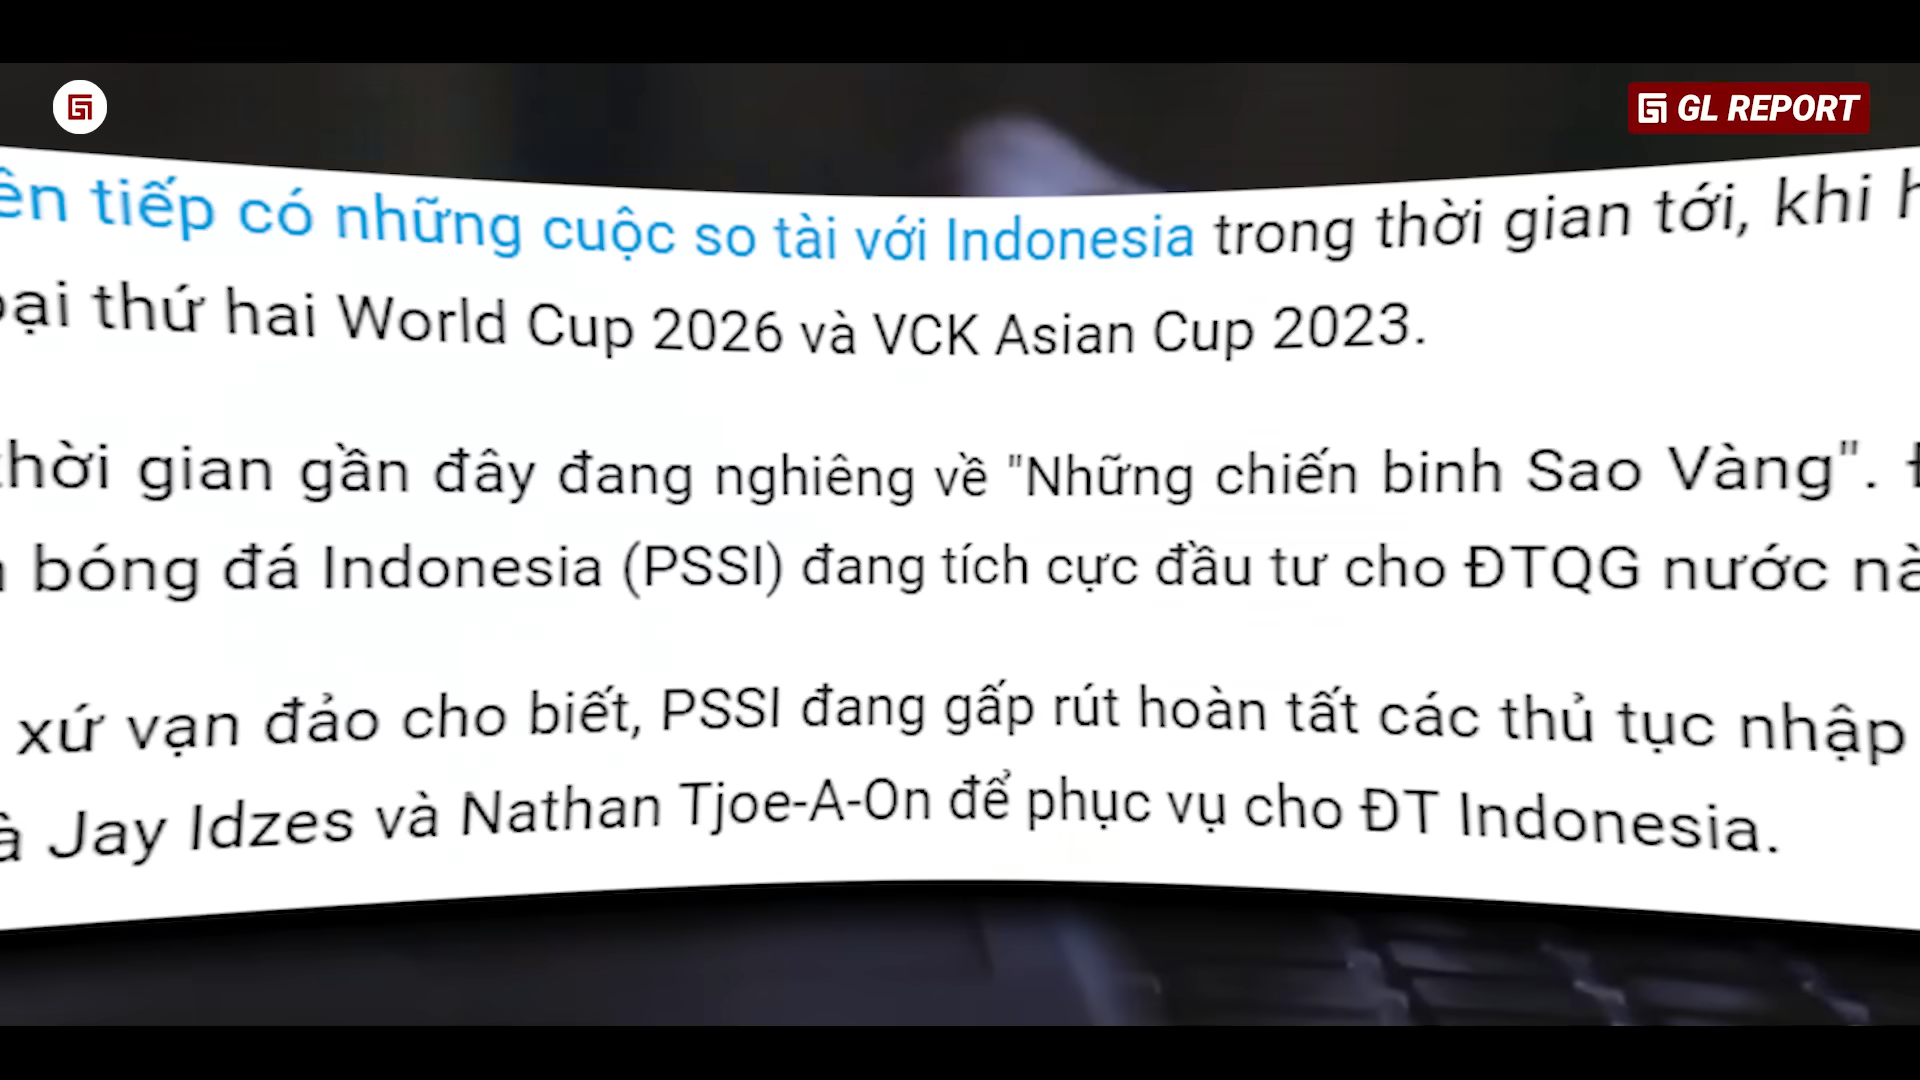 GL REPORT
tiếp có những cuộc so tài với Indonesia trong thời gian tới, khi
thứ hai World Cup 2026 và VCK Asian Cup 2023.
thời gian gần đây đang nghiêng về "Những chiến binh Sao Vàng".
bóng đá Indonesia (PSSI) đang tích cực đầu tư cho ĐTQG nước
xứ vạn đảo cho biết, PSSI đang gấp rút hoàn tất các thủ tục nhập
Jay Idzes và Nathan Tjoe-A-On để phục vụ cho ĐT Indonesia.